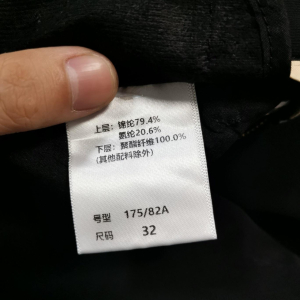 上层：锦纶79.4%
氨纶20.6%
下层：聚酯纤维100.0%
(其他配料除外)
号型 175/82A
尺码 32